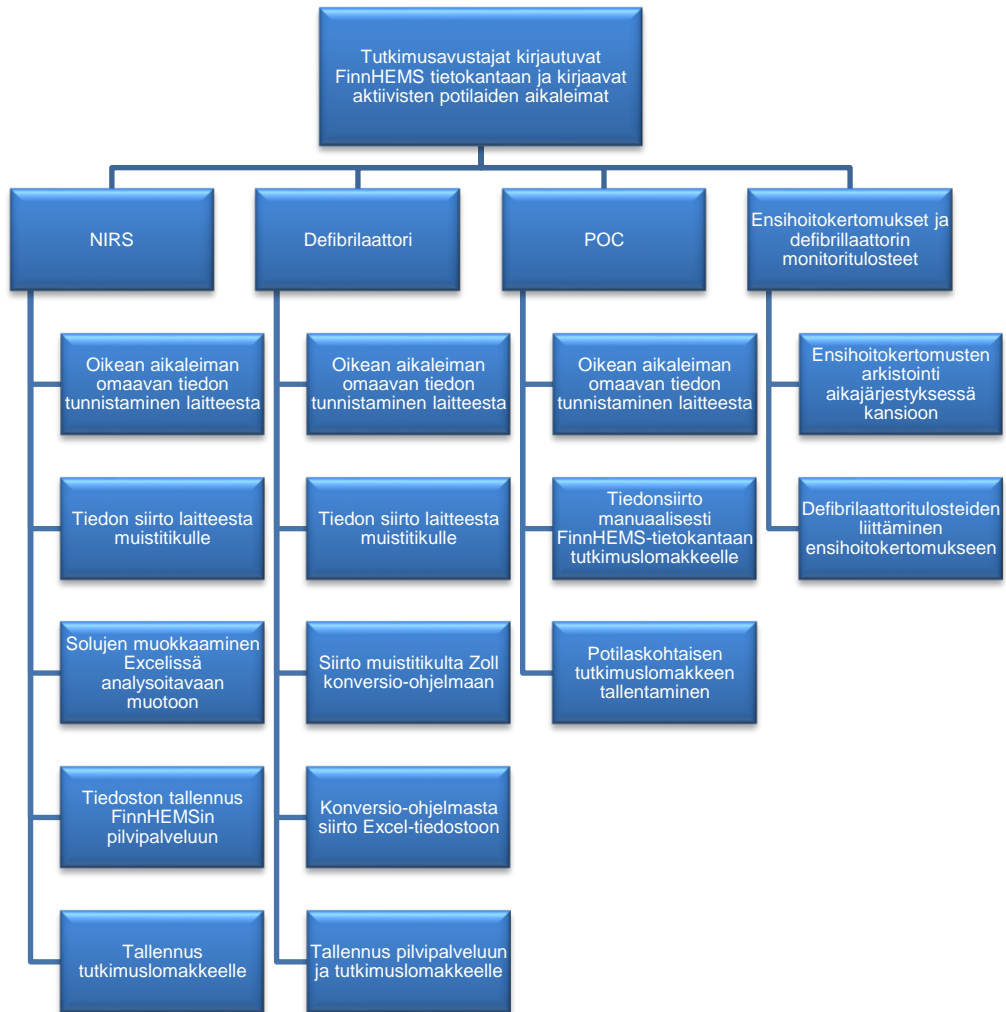 Tutkimusavustajat kirjautuvat
FinnHEMS tietokantaan ja kirjaavat
aktiivisten potilaiden aikaleimat
NIRS
Oikean aikaleiman
omaavan tiedon
tunnistaminen laitteesta
Tiedon siirto laitteesta
muistitikulle
Solujen muokkaaminen
Excelissä
analysoitavaan
muotoon
Tiedoston tallennus
FinnHEMSin
pilvipalveluun
Tallennus
tutkimuslomakkeelle
Defibrilaattori
Oikean aikaleiman
omaavan tiedon
tunnistaminen laitteesta
Tiedon siirto laitteesta
muistitikulle
Siirto muistitikulta Zoll
konversio-ohjelmaan
Konversio-ohjelmasta
siirto Excel-tiedostoon
Tallennus pilvipalveluun
ja tutkimuslomakkeelle
POC
Oikean aikaleiman
omaavan tiedon
tunnistaminen laitteesta
Tiedonsiirto
manuaalisesti
FinnHEMS-tietokantaan
tutkimuslomakkeelle
Potilaskohtaisen
tutkimuslomakkeen
tallentaminen
Ensihoitokertomukset ja
defibrillaattorin
monitoritulosteet
Ensihoitokertomusten
arkistointi
aikajärjestyksessä
kansioon
Defibrilaattoritulosteiden
liittäminen
ensihoitokertomukseen